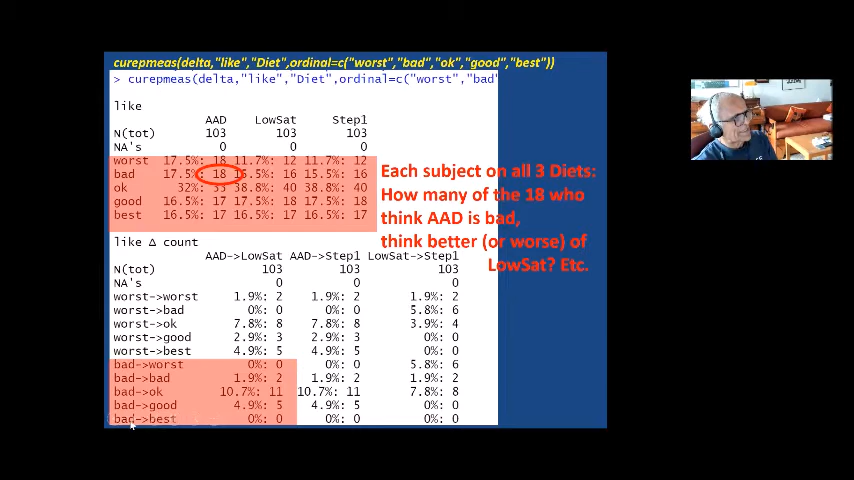 curepmeas(delta,"like","Diet",ordinal=c("worst","bad","ok","good","best"))
> curepmeas(delta,"like","Diet",ordinal=c("worst","bad"
like
AAD LowSat Step1
N(tot) 103 103 103
NA's 0 0 0
worst 17.5%: 18 11.7%: 12 11.7%: 12
bad 17.5%: 18 15.5%: 16 15.5%: 16
ok 32%: 33 38.8%: 40 38.8%: 40
good 16.5%: 17 17.5%: 18 17.5%: 18
best 16.5%: 17 16.5%: 17 16.5%: 17
Each subject on all 3 Diets:
How many of the 18 who
think AAD is bad,
think better (or worse) of
LowSat? Etc.
like Δ count
AAD->LowSat AAD->Step1 LowSat->Step1
N(tot) 103 103 103
NA's 0 0 0
worst->worst 1.9%: 2 1.9%: 2 1.9%: 2
worst->bad 0%: 0 0%: 0 5.8%: 6
worst->ok 7.8%: 8 7.8%: 8 3.9%: 4
worst->good 2.9%: 3 2.9%: 3 0%: 0
worst->best 4.9%: 5 4.9%: 5 0%: 0
bad->worst 0%: 0 0%: 0 5.8%: 6
bad->bad 1.9%: 2 1.9%: 2 1.9%: 2
bad->ok 10.7%: 11 10.7%: 11 7.8%: 8
bad->good 4.9%: 5 4.9%: 5 0%: 0
bad->best 0%: 0 0%: 0 0%: 0